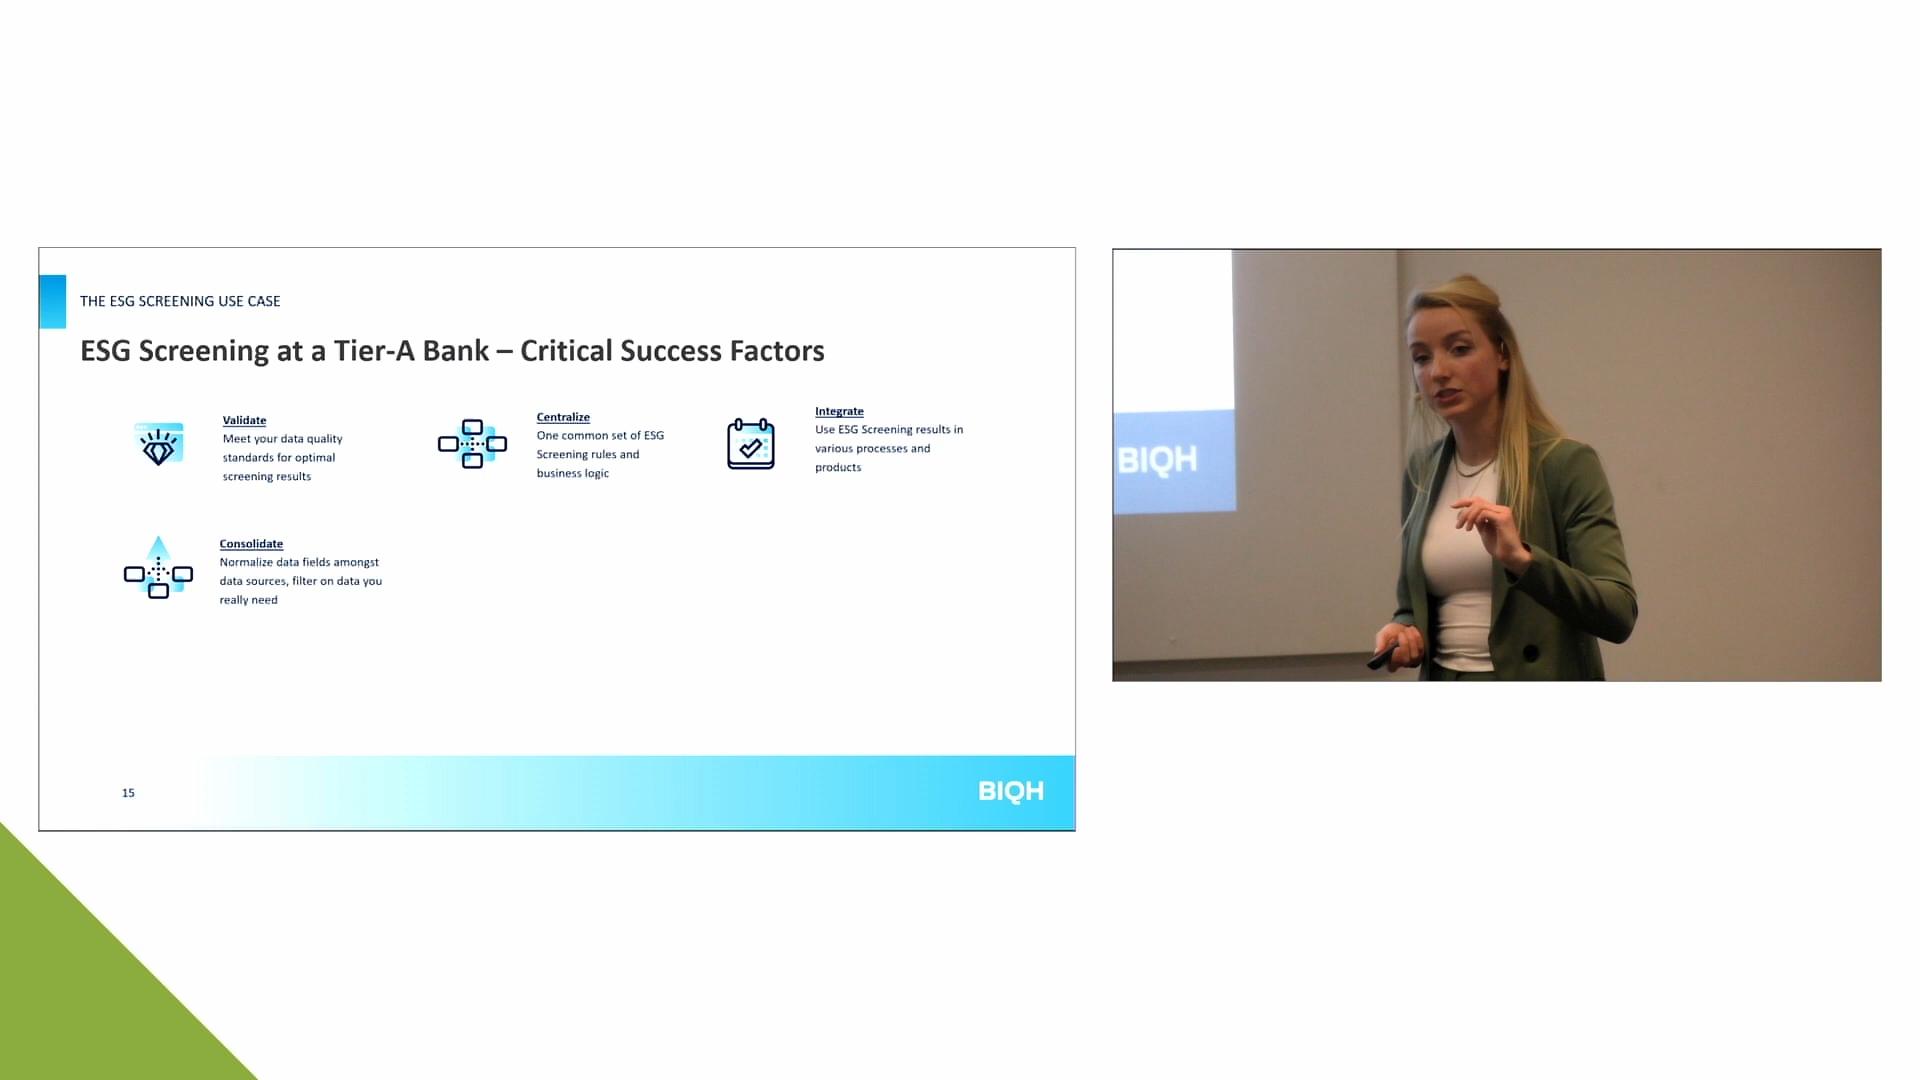 THE ESG SCREENING USE CASE
ESG Screening at a Tier-A Bank – Critical Success Factors
Validate
Meet your data quality
standards for optimal
screening results
Centralize
One common set of ESG
Screening rules and
business logic
Integrate
Use ESG Screening results in
various processes and
products
Consolidate
Normalize data fields amongst
data sources, filter on data you
really need
15
BIQH
BIQH